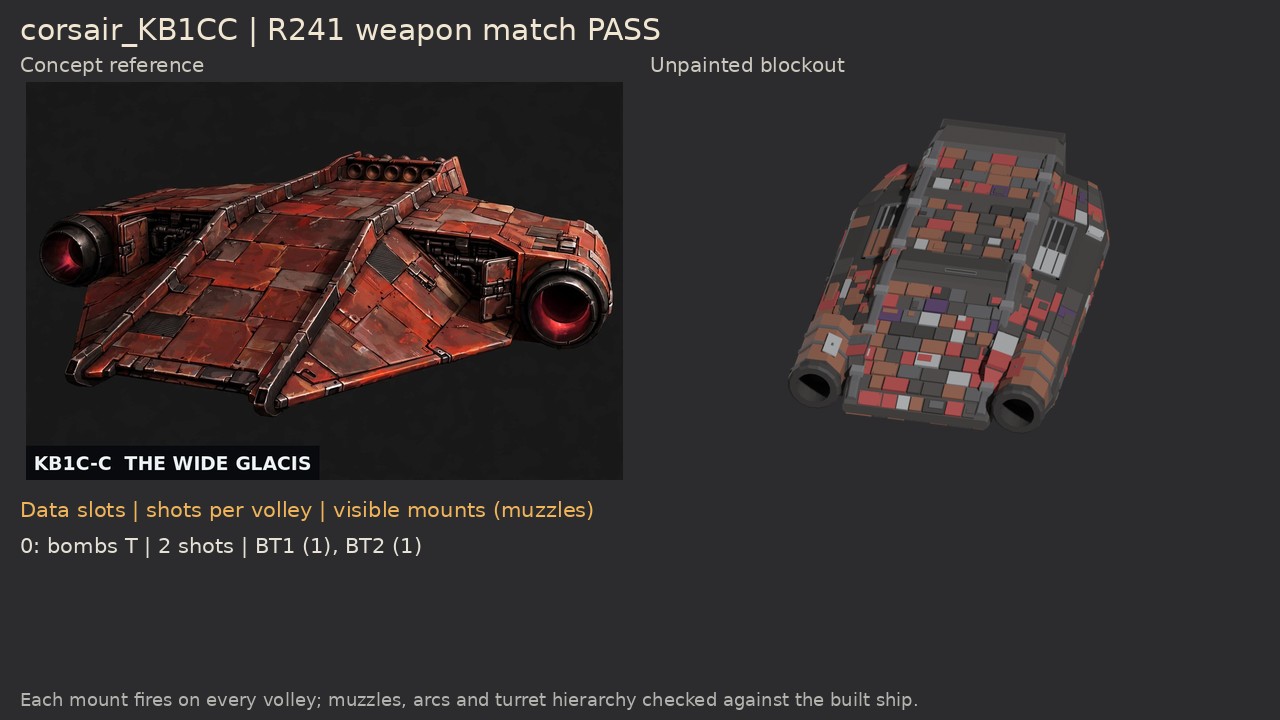 corsair_KB1CC | R241 weapon match PASS
Concept reference
Unpainted blockout
KB1C-C  THE WIDE GLACIS
Data slots | shots per volley | visible mounts (muzzles)
0: bombs T | 2 shots | BT1 (1), BT2 (1)
Each mount fires on every volley; muzzles, arcs and turret hierarchy checked against the built ship.